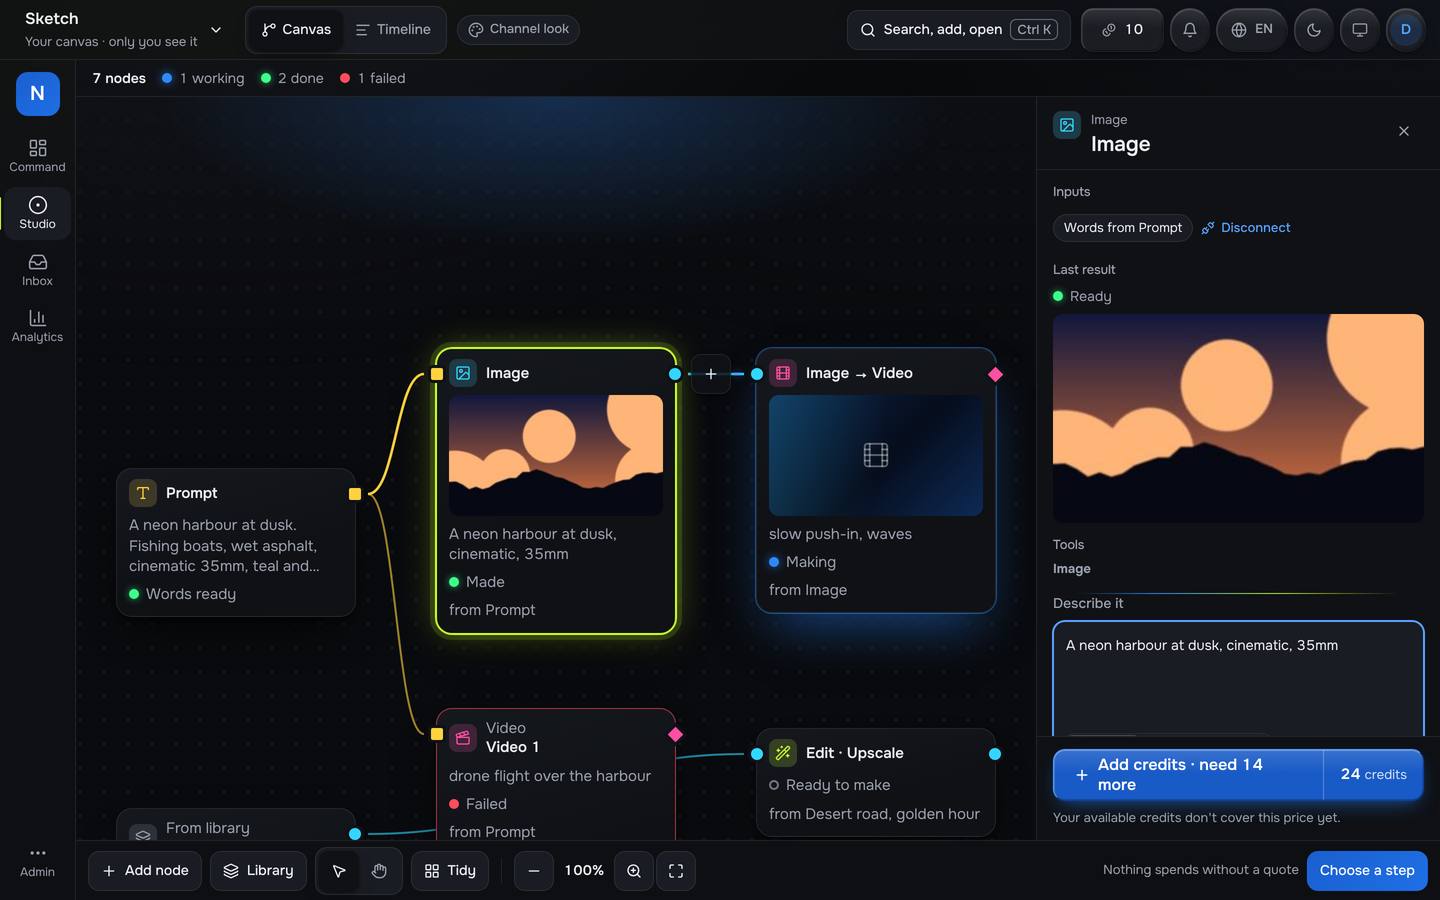 Sketch
Your canvas · only you see it
Canvas
Timeline
Channel look
Search, add, open
Ctrl K
10
EN
D
N
Command
Studio
Inbox
Analytics
Admin
7 nodes
1 working
2 done
1 failed
Prompt
A neon harbour at dusk.
Fishing boats, wet asphalt,
cinematic 35mm, teal and...
Words ready
Image
A neon harbour at dusk,
cinematic, 35mm
Made
from Prompt
+
Image → Video
slow push-in, waves
Making
from Image
Video
Video 1
drone flight over the harbour
Failed
from Prompt
Edit · Upscale
Ready to make
from Desert road, golden hour
From library
Image
Image
Inputs
Words from Prompt
Disconnect
Last result
Ready
Tools
Image
Describe it
A neon harbour at dusk, cinematic, 35mm
+ Add credits · need 14
more
24 credits
Your available credits don't cover this price yet.
+ Add node
Library
Tidy
100%
Nothing spends without a quote
Choose a step